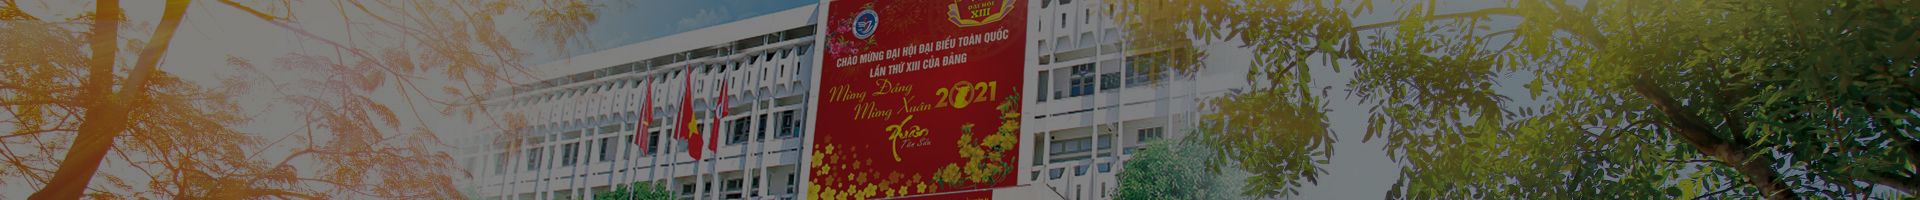 ĐẠI HỘI
XIII
CHÀO MỪNG ĐẠI HỘI ĐẠI BIỂU TOÀN QUỐC
LẦN THỨ XIII CỦA ĐẢNG
Mừng Đảng
Mừng Xuân 2021
Xuân
Tân Sửu